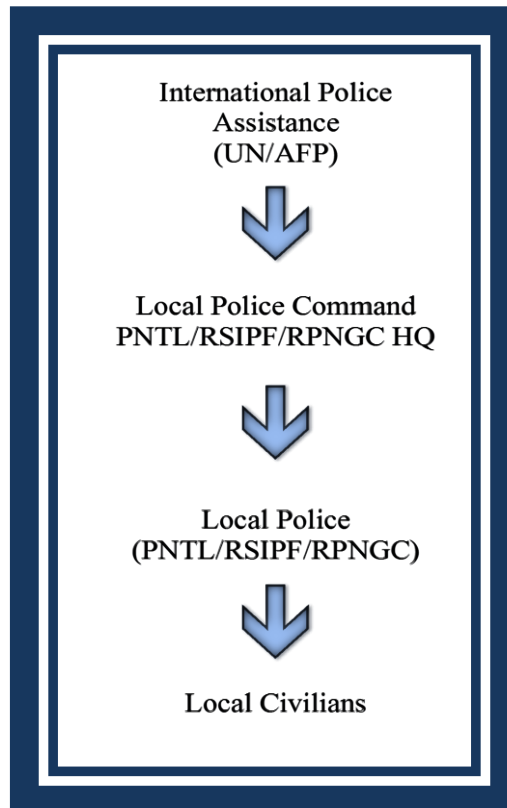 International Police
Assistance
(UN/AFP)
Local Police Command
PNTL/RSIPF/RPNGC HQ
Local Police
(PNTL/RSIPF/RPNGC)
Local Civilians